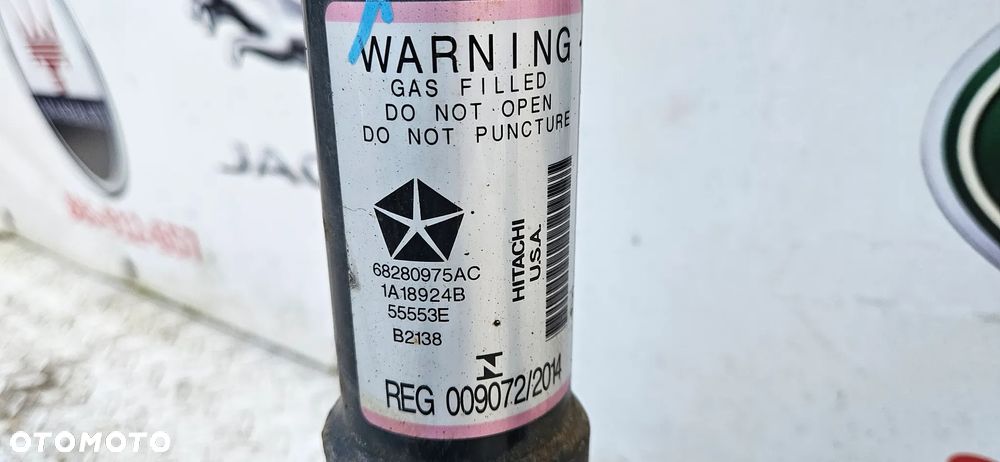 WARNING
GAS FILLED
DO NOT OPEN
DO NOT PUNCTURE
68280975AC
1A18924B
55553E
B2138
HITACHI
U.S.A.
REG 009072/2014
OTOMOTO